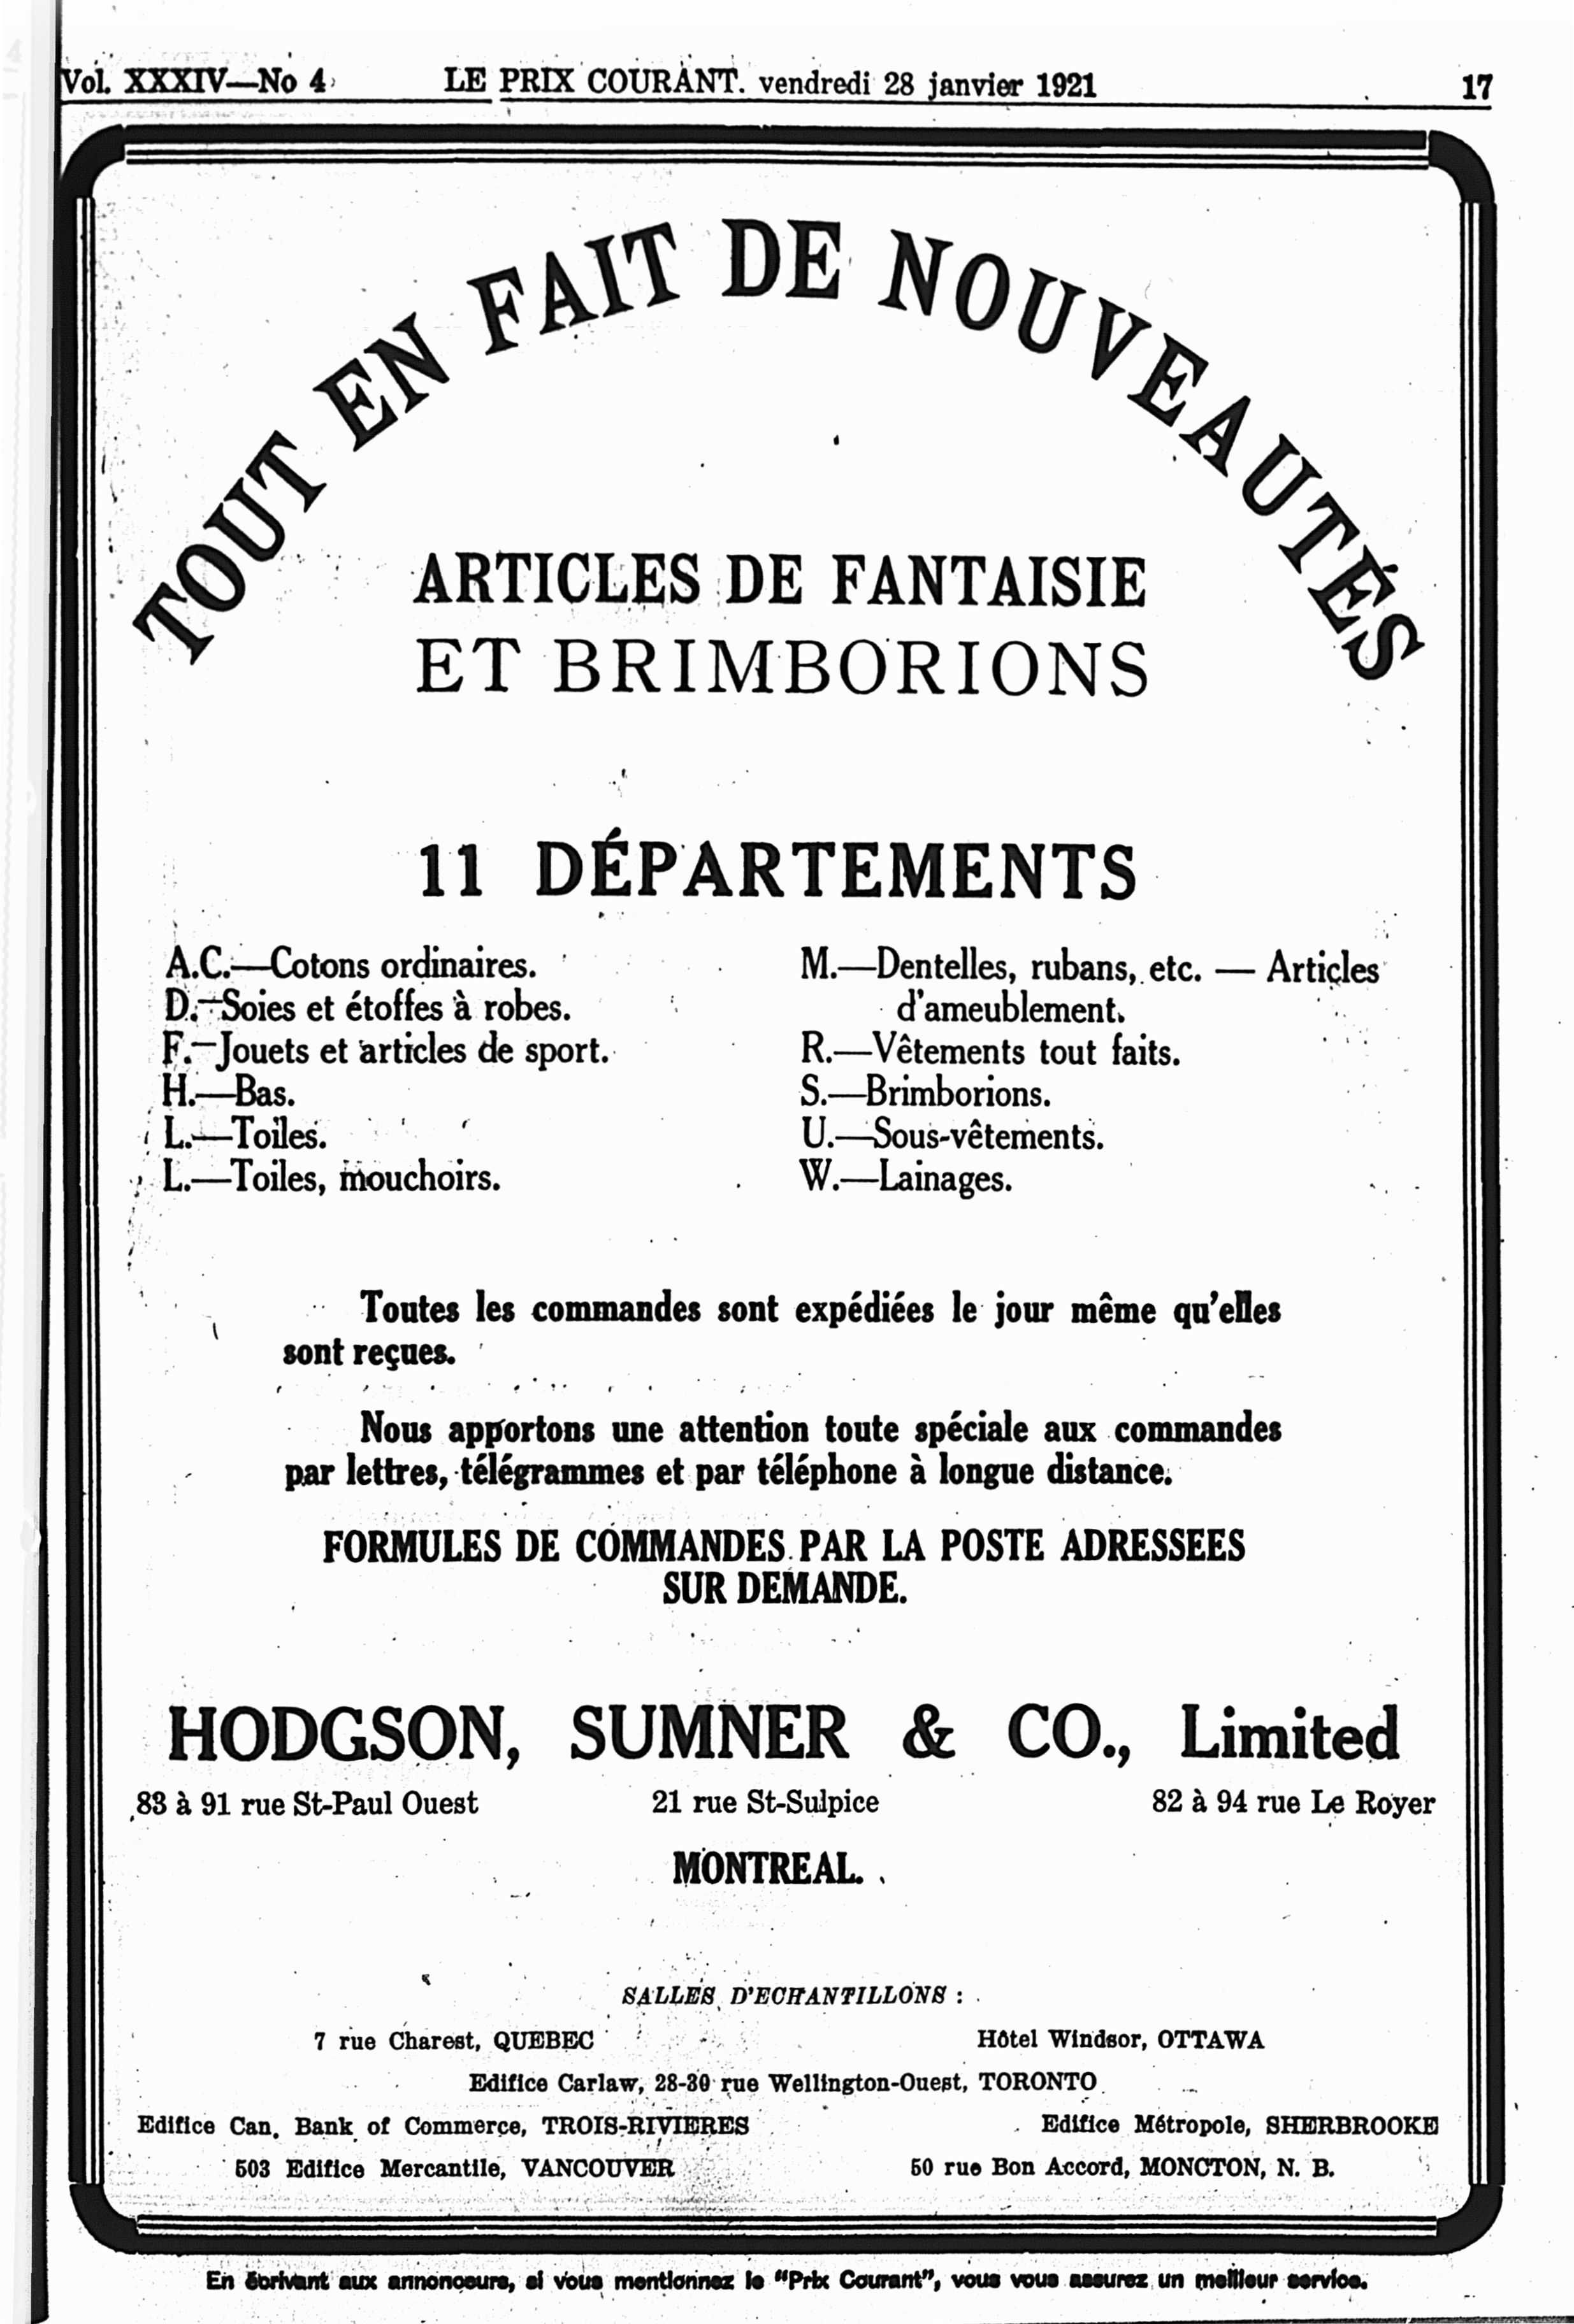 Vol. XXXIV—No 4 LE PRIX COURANT. vendredi 28 janvier 1921 17
TOUT EN FAIT DE NOUVEAUTÉS
ARTICLES DE FANTAISIE
ET BRIMBORIONS
11 DÉPARTEMENTS
A.C.—Cotons ordinaires.
D.—Soies et étoffes à robes.
F.—Jouets et articles de sport.
H.—Bas.
L.—Toiles.
L.—Toiles, mouchoirs.
M.—Dentelles, rubans, etc. — Articles
d'ameublement.
R.—Vêtements tout faits.
S.—Brimborions.
U.—Sous-vêtements.
W.—Lainages.
Toutes les commandes sont expédiées le jour même qu'elles
sont reçues.
Nous apportons une attention toute spéciale aux commandes
par lettres, télégrammes et par téléphone à longue distance.
FORMULES DE COMMANDES PAR LA POSTE ADRESSEES
SUR DEMANDE.
HODGSON, SUMNER & CO., Limited
83 à 91 rue St-Paul Ouest 21 rue St-Sulpice 82 à 94 rue Le Royer
MONTREAL.
SALLES D'ECHANTILLONS :
7 rue Charest, QUEBEC Hôtel Windsor, OTTAWA
Edifice Carlaw, 28-30 rue Wellington-Ouest, TORONTO
Edifice Can. Bank of Commerce, TROIS-RIVIERES Edifice Métropole, SHERBROOKE
503 Edifice Mercantile, VANCOUVER 50 rue Bon Accord, MONCTON, N. B.
En écrivant aux annonceurs, si vous mentionnez le "Prix Courant", vous vous assurez un meilleur service.